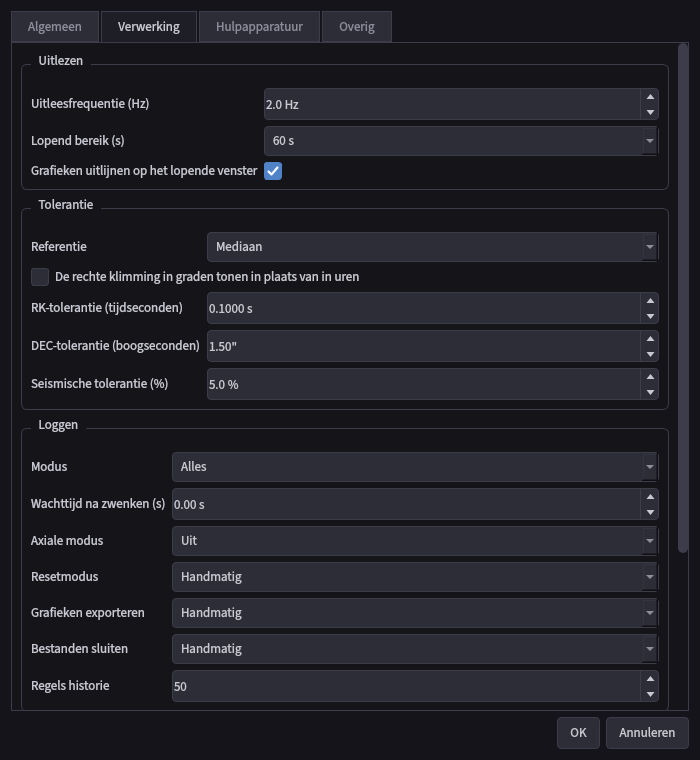 Algemeen Verwerking Hulpapparatuur Overig
Uitlezen
Uitleesfrequentie (Hz) 2.0 Hz
Lopend bereik (s) 60 s
Grafieken uitlijnen op het lopende venster
Tolerantie
Referentie Mediaan
De rechte klimming in graden tonen in plaats van in uren
RK-tolerantie (tijdseconden) 0.1000 s
DEC-tolerantie (boogseconden) 1.50"
Seismische tolerantie (%) 5.0 %
Loggen
Modus Alles
Wachttijd na zwenken (s) 0.00 s
Axiale modus Uit
Resetmodus Handmatig
Grafieken exporteren Handmatig
Bestanden sluiten Handmatig
Regels historie 50
OK Annuleren